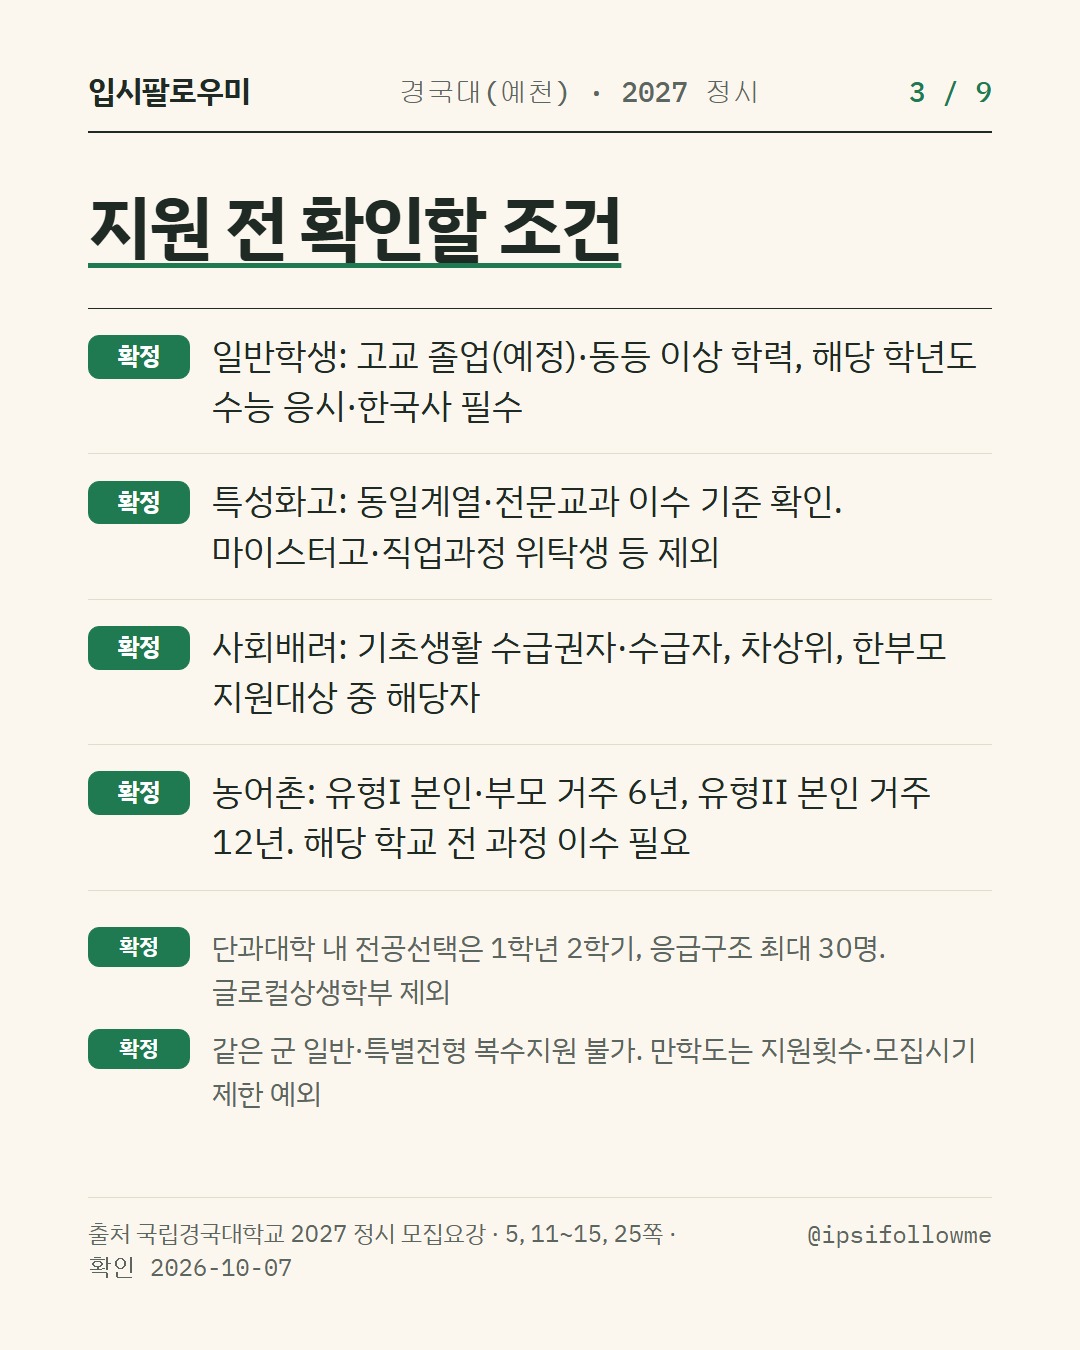 입시팔로우미
경국대(예천) · 2027 정시
3 / 9
지원 전 확인할 조건
확정
일반학생: 고교 졸업(예정)·동등 이상 학력, 해당 학년도
수능 응시·한국사 필수
확정
특성화고: 동일계열·전문교과 이수 기준 확인.
마이스터고·직업과정 위탁생 등 제외
확정
사회배려: 기초생활 수급권자·수급자, 차상위, 한부모
지원대상 중 해당자
확정
농어촌: 유형I 본인·부모 거주 6년, 유형II 본인 거주
12년. 해당 학교 전 과정 이수 필요
확정
단과대학 내 전공선택은 1학년 2학기, 응급구조 최대 30명.
글로컬상생학부 제외
확정
같은 군 일반·특별전형 복수지원 불가. 만학도는 지원횟수·모집시기
제한 예외
출처 국립경국대학교 2027 정시 모집요강 · 5, 11~15, 25쪽 ·
확인 2026-10-07
@ipsifollowme